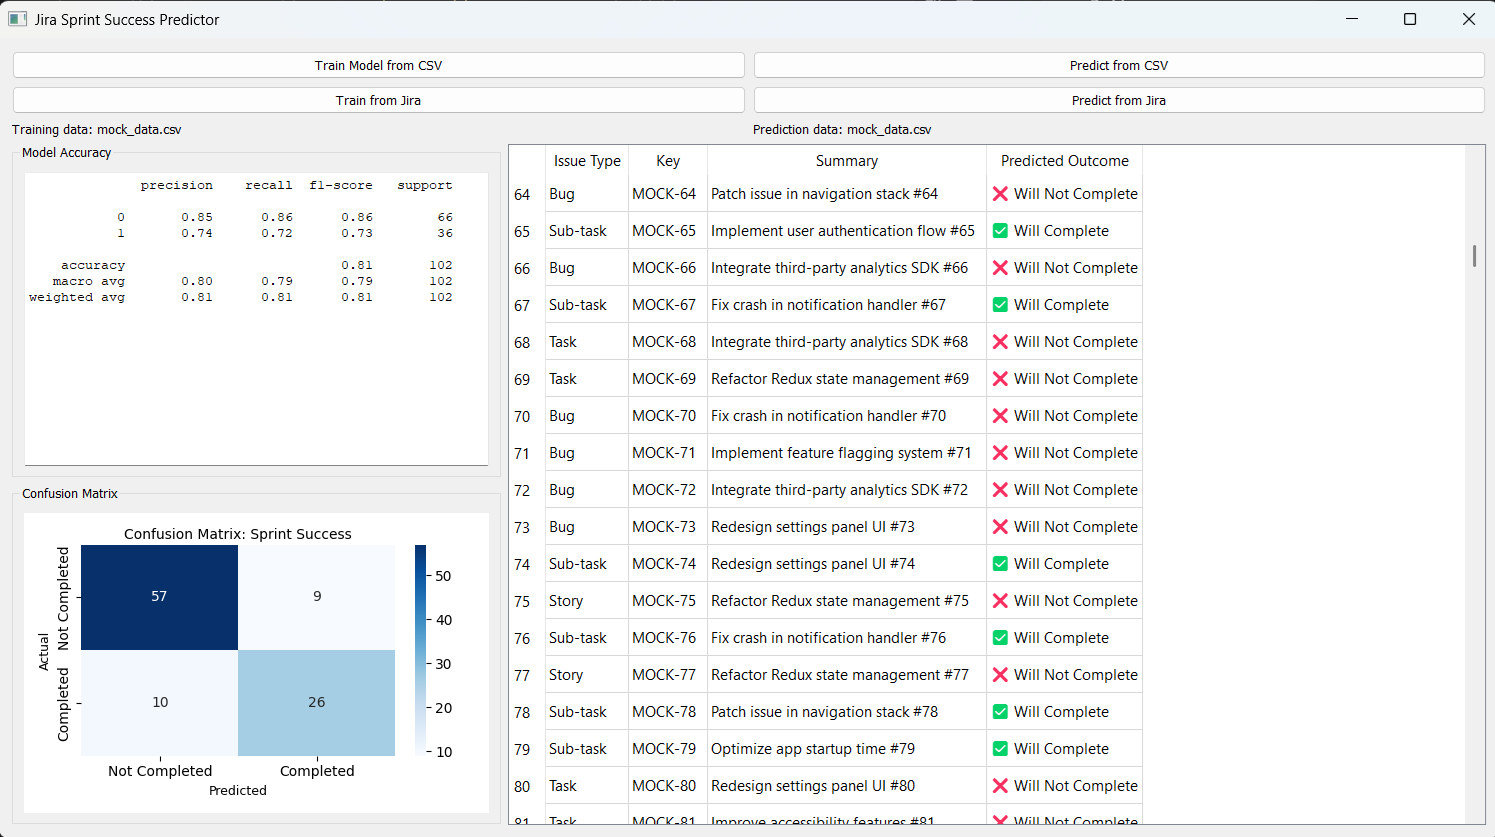 Jira Sprint Success Predictor
Train Model from CSV
Predict from CSV
Train from Jira
Predict from Jira
Training data: mock_data.csv
Prediction data: mock_data.csv
Model Accuracy
precision recall f1-score support
0 0.85 0.86 0.86 66
1 0.74 0.72 0.73 36
accuracy 0.81 102
macro avg 0.80 0.79 0.79 102
weighted avg 0.81 0.81 0.81 102
Confusion Matrix
Confusion Matrix: Sprint Success
Actual
Not Completed
Completed
57 9
10 26
50
40
30
20
10
Not Completed Completed
Predicted
Issue Type Key Summary Predicted Outcome
64 Bug MOCK-64 Patch issue in navigation stack #64 ❌ Will Not Complete
65 Sub-task MOCK-65 Implement user authentication flow #65 ✅ Will Complete
66 Bug MOCK-66 Integrate third-party analytics SDK #66 ❌ Will Not Complete
67 Sub-task MOCK-67 Fix crash in notification handler #67 ✅ Will Complete
68 Task MOCK-68 Integrate third-party analytics SDK #68 ❌ Will Not Complete
69 Task MOCK-69 Refactor Redux state management #69 ❌ Will Not Complete
70 Bug MOCK-70 Fix crash in notification handler #70 ❌ Will Not Complete
71 Bug MOCK-71 Implement feature flagging system #71 ❌ Will Not Complete
72 Bug MOCK-72 Integrate third-party analytics SDK #72 ❌ Will Not Complete
73 Bug MOCK-73 Redesign settings panel UI #73 ❌ Will Not Complete
74 Sub-task MOCK-74 Redesign settings panel UI #74 ✅ Will Complete
75 Story MOCK-75 Refactor Redux state management #75 ❌ Will Not Complete
76 Sub-task MOCK-76 Fix crash in notification handler #76 ✅ Will Complete
77 Story MOCK-77 Refactor Redux state management #77 ❌ Will Not Complete
78 Sub-task MOCK-78 Patch issue in navigation stack #78 ✅ Will Complete
79 Sub-task MOCK-79 Optimize app startup time #79 ✅ Will Complete
80 Task MOCK-80 Redesign settings panel UI #80 ❌ Will Not Complete
81 Task MOCK-81 Improve accessibility features #81 ❌ Will Not Complete